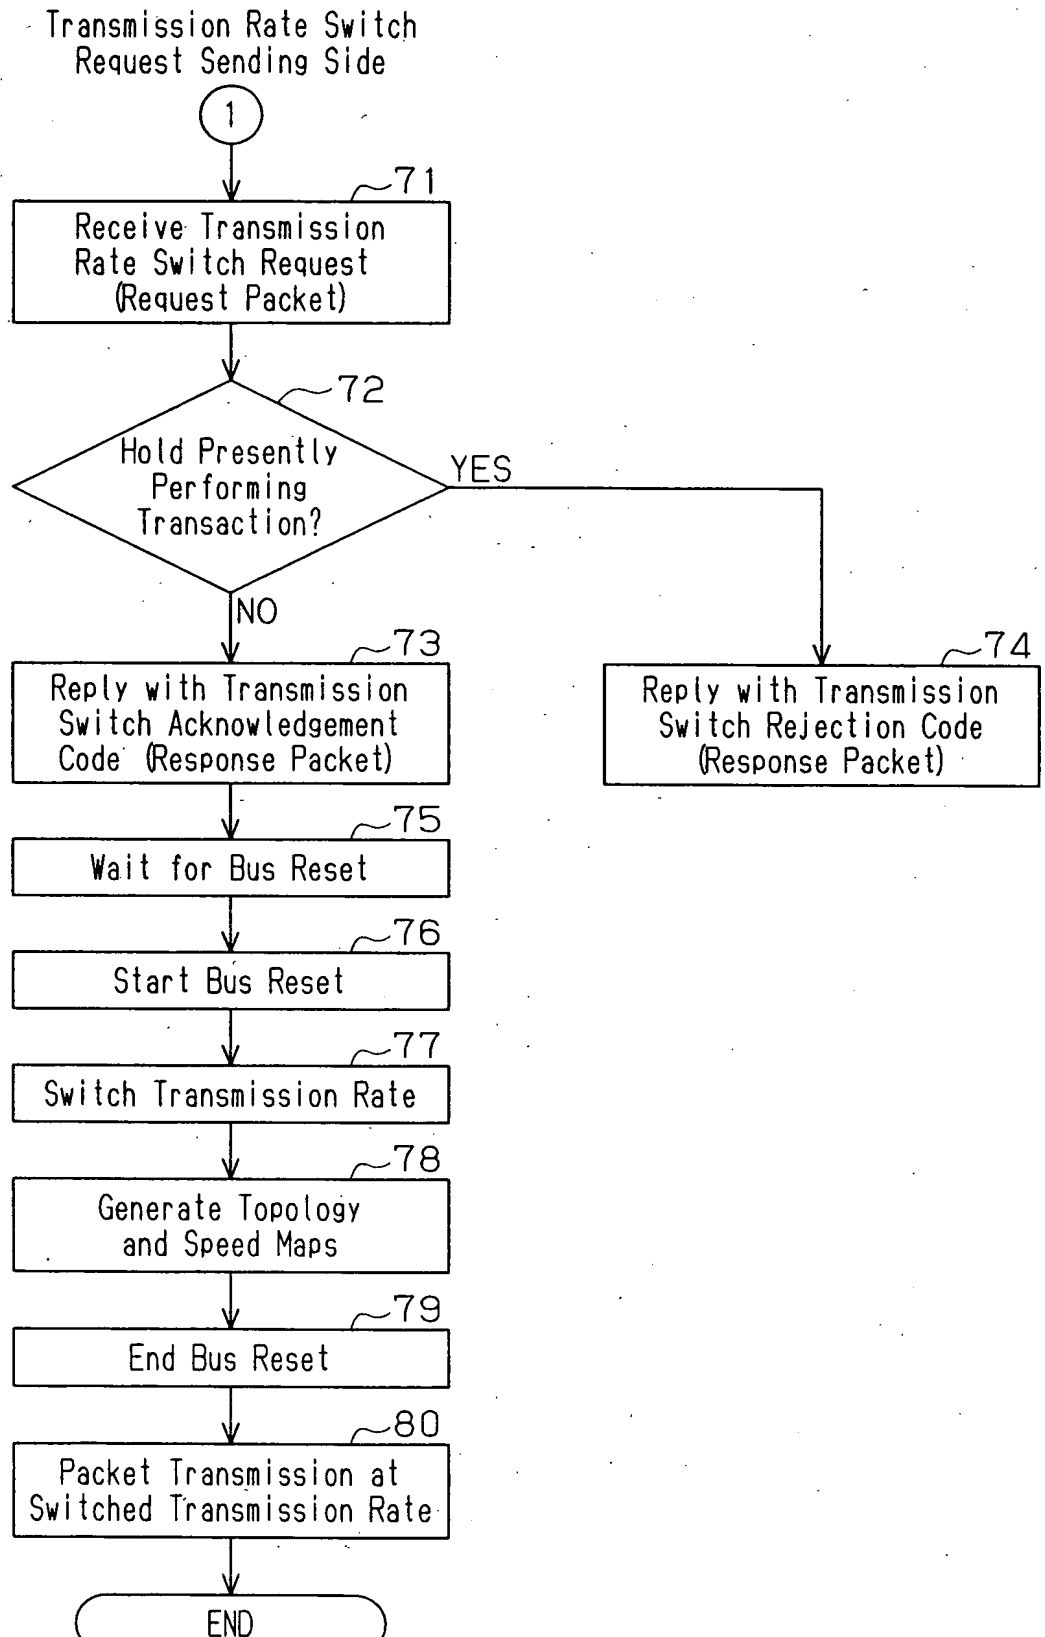 Transmission Rate Switch
Request Sending Side
1
71
Receive Transmission
Rate Switch Request
(Request Packet)
72
Hold Presently
Performing
Transaction?
YES
NO
73
Reply with Transmission
Switch Acknowledgement
Code (Response Packet)
74
Reply with Transmission
Switch Rejection Code
(Response Packet)
75
Wait for Bus Reset
76
Start Bus Reset
77
Switch Transmission Rate
78
Generate Topology
and Speed Maps
79
End Bus Reset
80
Packet Transmission at
Switched Transmission Rate
END